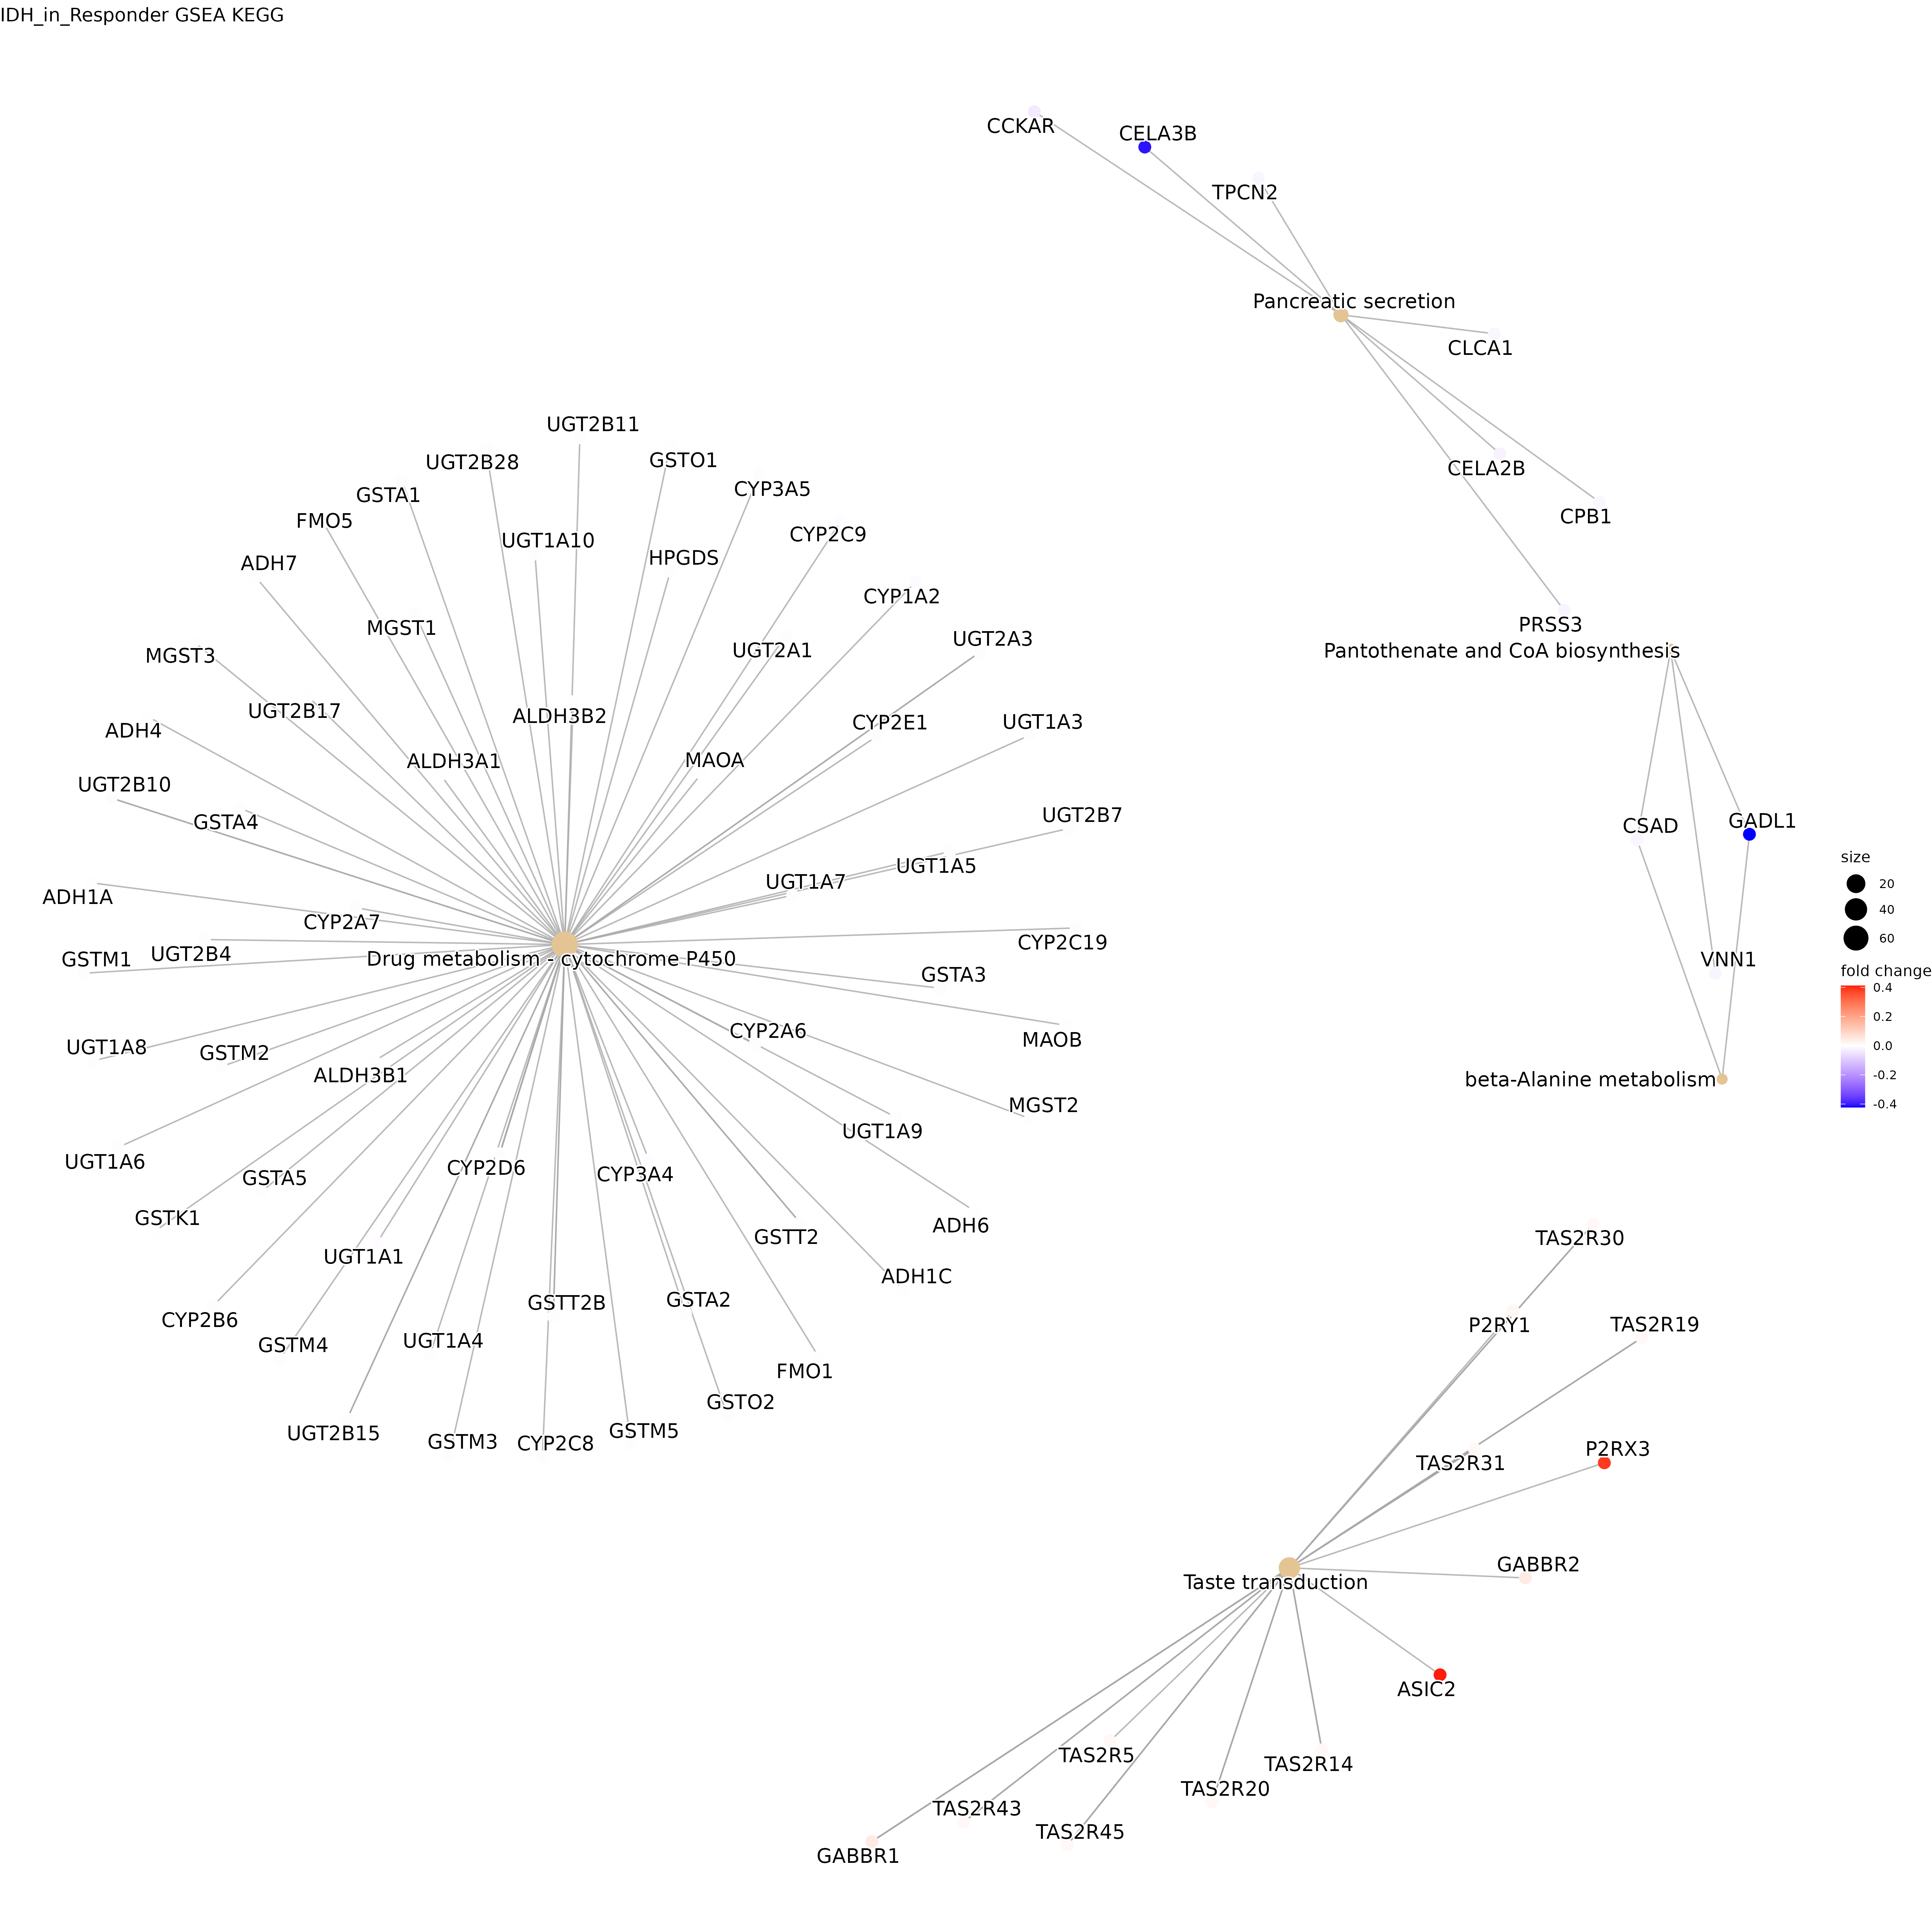 IDH_in_Responder GSEA KEGG
CCKAR
CELA3B
TPCN2
Pancreatic secretion
CLCA1
CELA2B
CPB1
PRSS3
Pantothenate and CoA biosynthesis
CSAD
GADL1
VNN1
beta-Alanine metabolism
UGT2B11
UGT2B28
GSTO1
GSTA1
CYP3A5
FMO5
UGT1A10
CYP2C9
HPGDS
ADH7
CYP1A2
MGST1
UGT2A3
UGT2A1
MGST3
UGT2B17
ALDH3B2
CYP2E1
UGT1A3
ADH4
ALDH3A1
MAOA
UGT2B10
GSTA4
UGT2B7
UGT1A5
UGT1A7
ADH1A
CYP2A7
CYP2C19
GSTM1
UGT2B4
Drug metabolism - cytochrome P450
GSTA3
CYP2A6
MAOB
UGT1A8
GSTM2
ALDH3B1
MGST2
UGT1A9
UGT1A6
GSTA5
CYP2D6
CYP3A4
GSTK1
GSTT2
ADH6
UGT1A1
ADH1C
CYP2B6
GSTM4
UGT1A4
GSTT2B
GSTA2
FMO1
GSTO2
UGT2B15
GSTM3
CYP2C8
GSTM5
TAS2R30
P2RY1
TAS2R19
TAS2R31
P2RX3
GABBR2
Taste transduction
ASIC2
TAS2R5
TAS2R14
TAS2R20
TAS2R43
TAS2R45
GABBR1
size
20
40
60
fold change
0.4
0.2
0.0
-0.2
-0.4